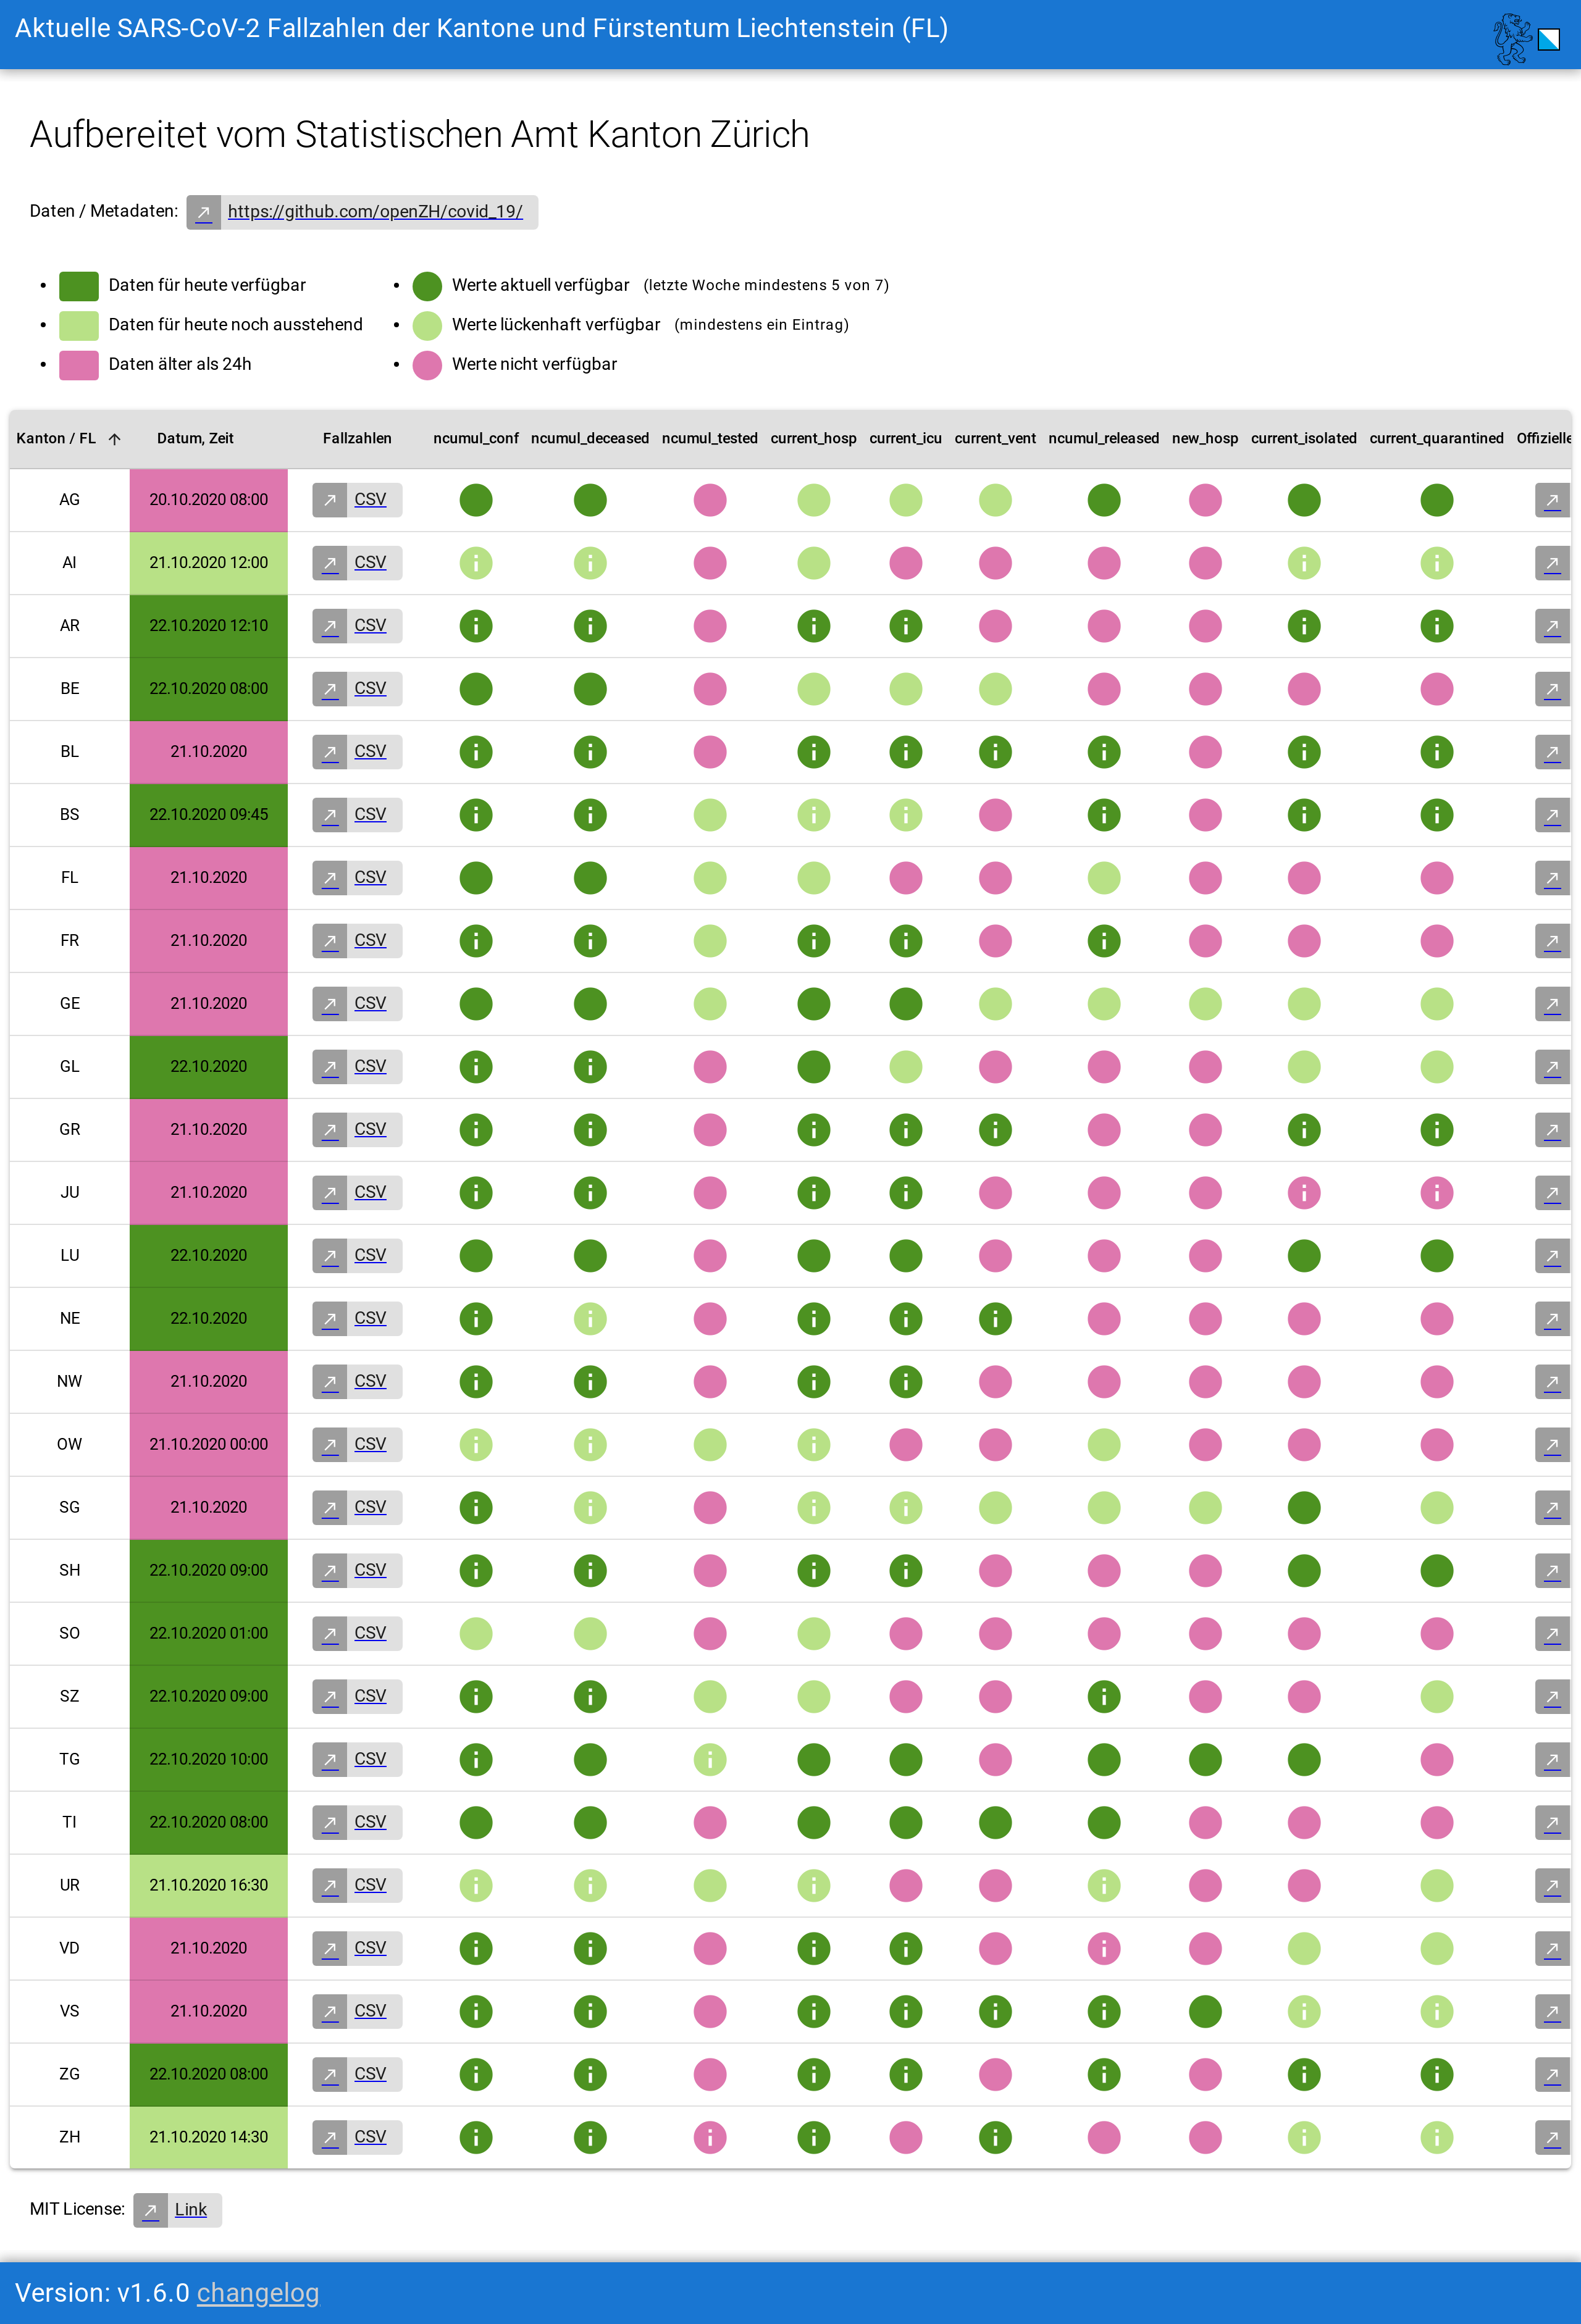 Aktuelle SARS-CoV-2 Fallzahlen der Kantone und Fürstentum Liechtenstein (FL)
Aufbereitet vom Statistischen Amt Kanton Zürich
Daten / Metadaten: https://github.com/openZH/covid_19/
Daten für heute verfügbar
Daten für heute noch ausstehend
Daten älter als 24h
Werte aktuell verfügbar (letzte Woche mindestens 5 von 7)
Werte lückenhaft verfügbar (mindestens ein Eintrag)
Werte nicht verfügbar
Kanton / FL Datum, Zeit Fallzahlen ncumul_conf ncumul_deceased ncumul_tested current_hosp current_icu current_vent ncumul_released new_hosp current_isolated current_quarantined Offizielle
AG 20.10.2020 08:00 CSV
AI 21.10.2020 12:00 CSV
AR 22.10.2020 12:10 CSV
BE 22.10.2020 08:00 CSV
BL 21.10.2020 CSV
BS 22.10.2020 09:45 CSV
FL 21.10.2020 CSV
FR 21.10.2020 CSV
GE 21.10.2020 CSV
GL 22.10.2020 CSV
GR 21.10.2020 CSV
JU 21.10.2020 CSV
LU 22.10.2020 CSV
NE 22.10.2020 CSV
NW 21.10.2020 CSV
OW 21.10.2020 00:00 CSV
SG 21.10.2020 CSV
SH 22.10.2020 09:00 CSV
SO 22.10.2020 01:00 CSV
SZ 22.10.2020 09:00 CSV
TG 22.10.2020 10:00 CSV
TI 22.10.2020 08:00 CSV
UR 21.10.2020 16:30 CSV
VD 21.10.2020 CSV
VS 21.10.2020 CSV
ZG 22.10.2020 08:00 CSV
ZH 21.10.2020 14:30 CSV
MIT License: Link
Version: v1.6.0 changelog